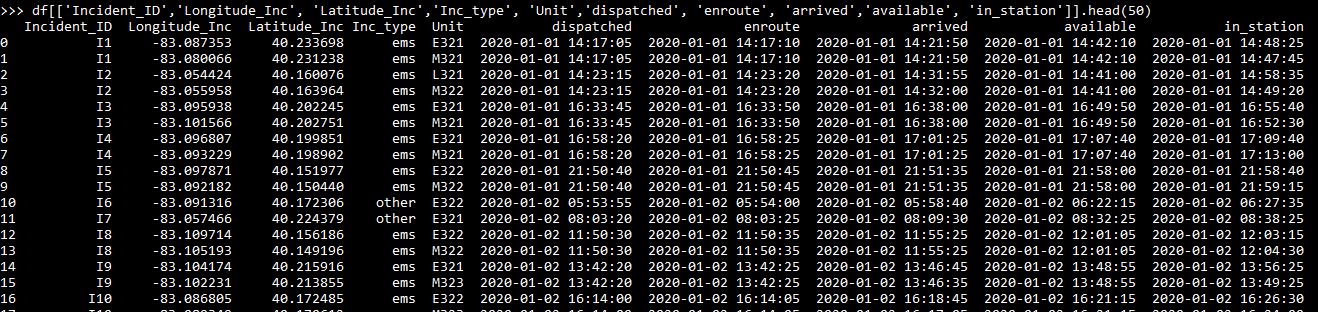 >>> df[['Incident_ID','Longitude_Inc', 'Latitude_Inc','Inc_type', 'Unit','dispatched', 'enroute', 'arrived','available', 'in_station']].head(50)
Incident_ID Longitude_Inc Latitude_Inc Inc_type Unit dispatched enroute arrived available in_station
0 I1 -83.087353 40.233698 ems E321 2020-01-01 14:17:05 2020-01-01 14:17:10 2020-01-01 14:21:50 2020-01-01 14:42:10 2020-01-01 14:48:25
1 I1 -83.080066 40.231238 ems M321 2020-01-01 14:17:05 2020-01-01 14:17:10 2020-01-01 14:21:50 2020-01-01 14:42:10 2020-01-01 14:47:45
2 I2 -83.054424 40.160076 ems L321 2020-01-01 14:23:15 2020-01-01 14:23:20 2020-01-01 14:31:55 2020-01-01 14:41:00 2020-01-01 14:58:35
3 I2 -83.055958 40.163964 ems M322 2020-01-01 14:23:15 2020-01-01 14:23:20 2020-01-01 14:32:00 2020-01-01 14:41:00 2020-01-01 14:49:20
4 I3 -83.095938 40.202245 ems E321 2020-01-01 16:33:45 2020-01-01 16:33:50 2020-01-01 16:38:00 2020-01-01 16:49:50 2020-01-01 16:55:40
5 I3 -83.101566 40.202751 ems M321 2020-01-01 16:33:45 2020-01-01 16:33:50 2020-01-01 16:38:00 2020-01-01 16:49:50 2020-01-01 16:52:30
6 I4 -83.096807 40.199851 ems E321 2020-01-01 16:58:20 2020-01-01 16:58:25 2020-01-01 17:01:25 2020-01-01 17:07:40 2020-01-01 17:09:40
7 I4 -83.093229 40.198902 ems M321 2020-01-01 16:58:20 2020-01-01 16:58:25 2020-01-01 17:01:25 2020-01-01 17:07:40 2020-01-01 17:13:00
8 I5 -83.097871 40.151977 ems E322 2020-01-01 21:50:40 2020-01-01 21:50:45 2020-01-01 21:51:35 2020-01-01 21:58:00 2020-01-01 21:58:40
9 I5 -83.092182 40.150440 ems M322 2020-01-01 21:50:40 2020-01-01 21:50:45 2020-01-01 21:51:35 2020-01-01 21:58:00 2020-01-01 21:59:15
10 I6 -83.091316 40.172306 other E322 2020-01-02 05:53:55 2020-01-02 05:54:00 2020-01-02 05:58:40 2020-01-02 06:22:15 2020-01-02 06:27:35
11 I7 -83.057466 40.224379 other E321 2020-01-02 08:03:20 2020-01-02 08:03:25 2020-01-02 08:09:30 2020-01-02 08:32:25 2020-01-02 08:38:25
12 I8 -83.109714 40.156186 ems E322 2020-01-02 11:50:30 2020-01-02 11:50:35 2020-01-02 11:55:25 2020-01-02 12:01:05 2020-01-02 12:03:15
13 I8 -83.105193 40.149196 ems M322 2020-01-02 11:50:30 2020-01-02 11:50:35 2020-01-02 11:55:25 2020-01-02 12:01:05 2020-01-02 12:04:30
14 I9 -83.104174 40.215916 ems E321 2020-01-02 13:42:20 2020-01-02 13:42:25 2020-01-02 13:46:45 2020-01-02 13:48:55 2020-01-02 13:56:25
15 I9 -83.102231 40.213855 ems M323 2020-01-02 13:42:20 2020-01-02 13:42:25 2020-01-02 13:46:35 2020-01-02 13:48:55 2020-01-02 13:49:25
16 I10 -83.086805 40.172485 ems E322 2020-01-02 16:14:00 2020-01-02 16:14:05 2020-01-02 16:18:45 2020-01-02 16:21:15 2020-01-02 16:26:30